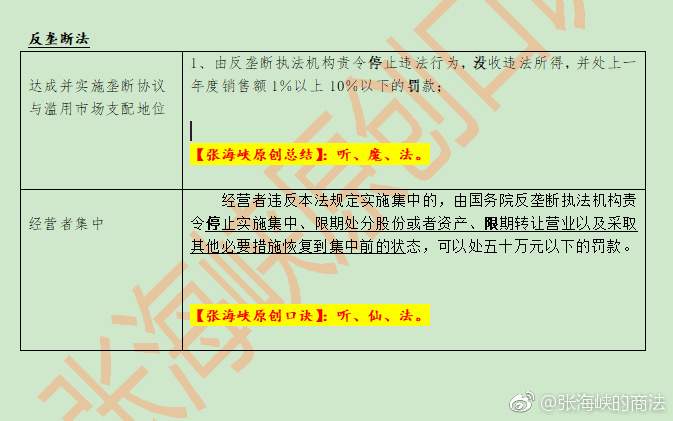 反垄断法
达成并实施垄断协议
与滥用市场支配地位
1、由反垄断执法机构责令停止违法行为，没收违法所得，并处上一
年度销售额 1%以上 10%以下的罚款；
【张海峡原创总结】：听、魔、法。
经营者集中
经营者违反本法规定实施集中的，由国务院反垄断执法机构责
令停止实施集中、限期处分股份或者资产、限期转让营业以及采取
其他必要措施恢复到集中前的状态，可以处五十万元以下的罚款。
【张海峡原创口诀】：听、仙、法。
张海峡原创口诀
@张海峡的商法